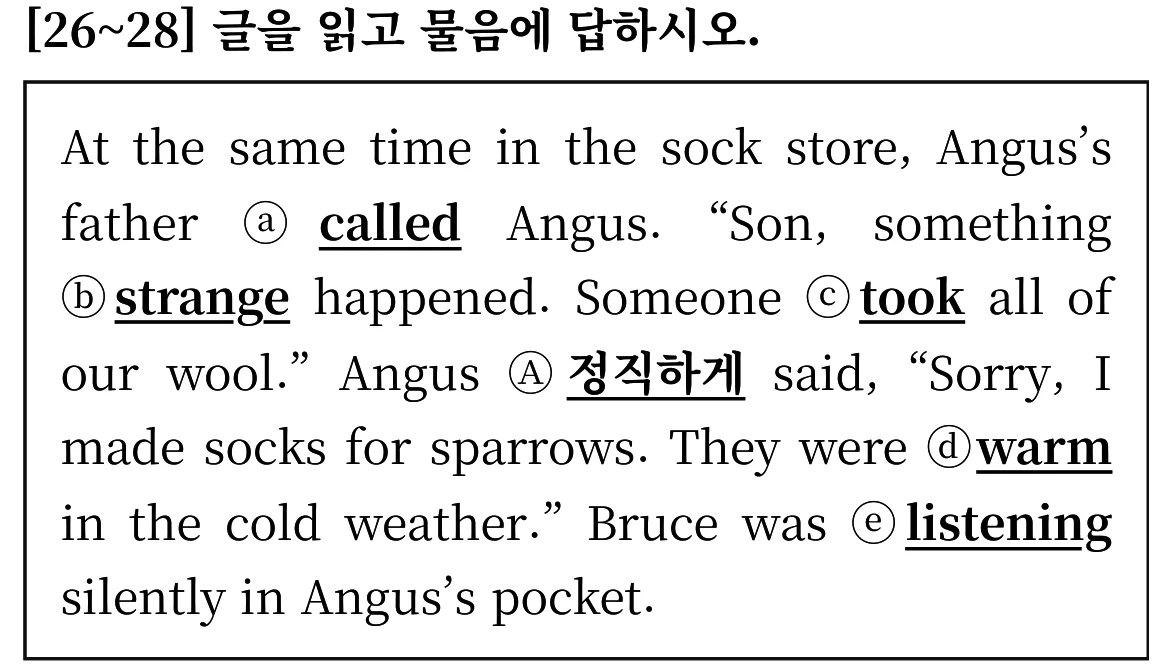 [26~28] 글을 읽고 물음에 답하시오.
At the same time in the sock store, Angus’s
father ⓐ called Angus. “Son, something
ⓑ strange happened. Someone ⓒ took all of
our wool.” Angus Ⓐ 정직하게 said, “Sorry, I
made socks for sparrows. They were ⓓ warm
in the cold weather.” Bruce was ⓔ listening
silently in Angus’s pocket.